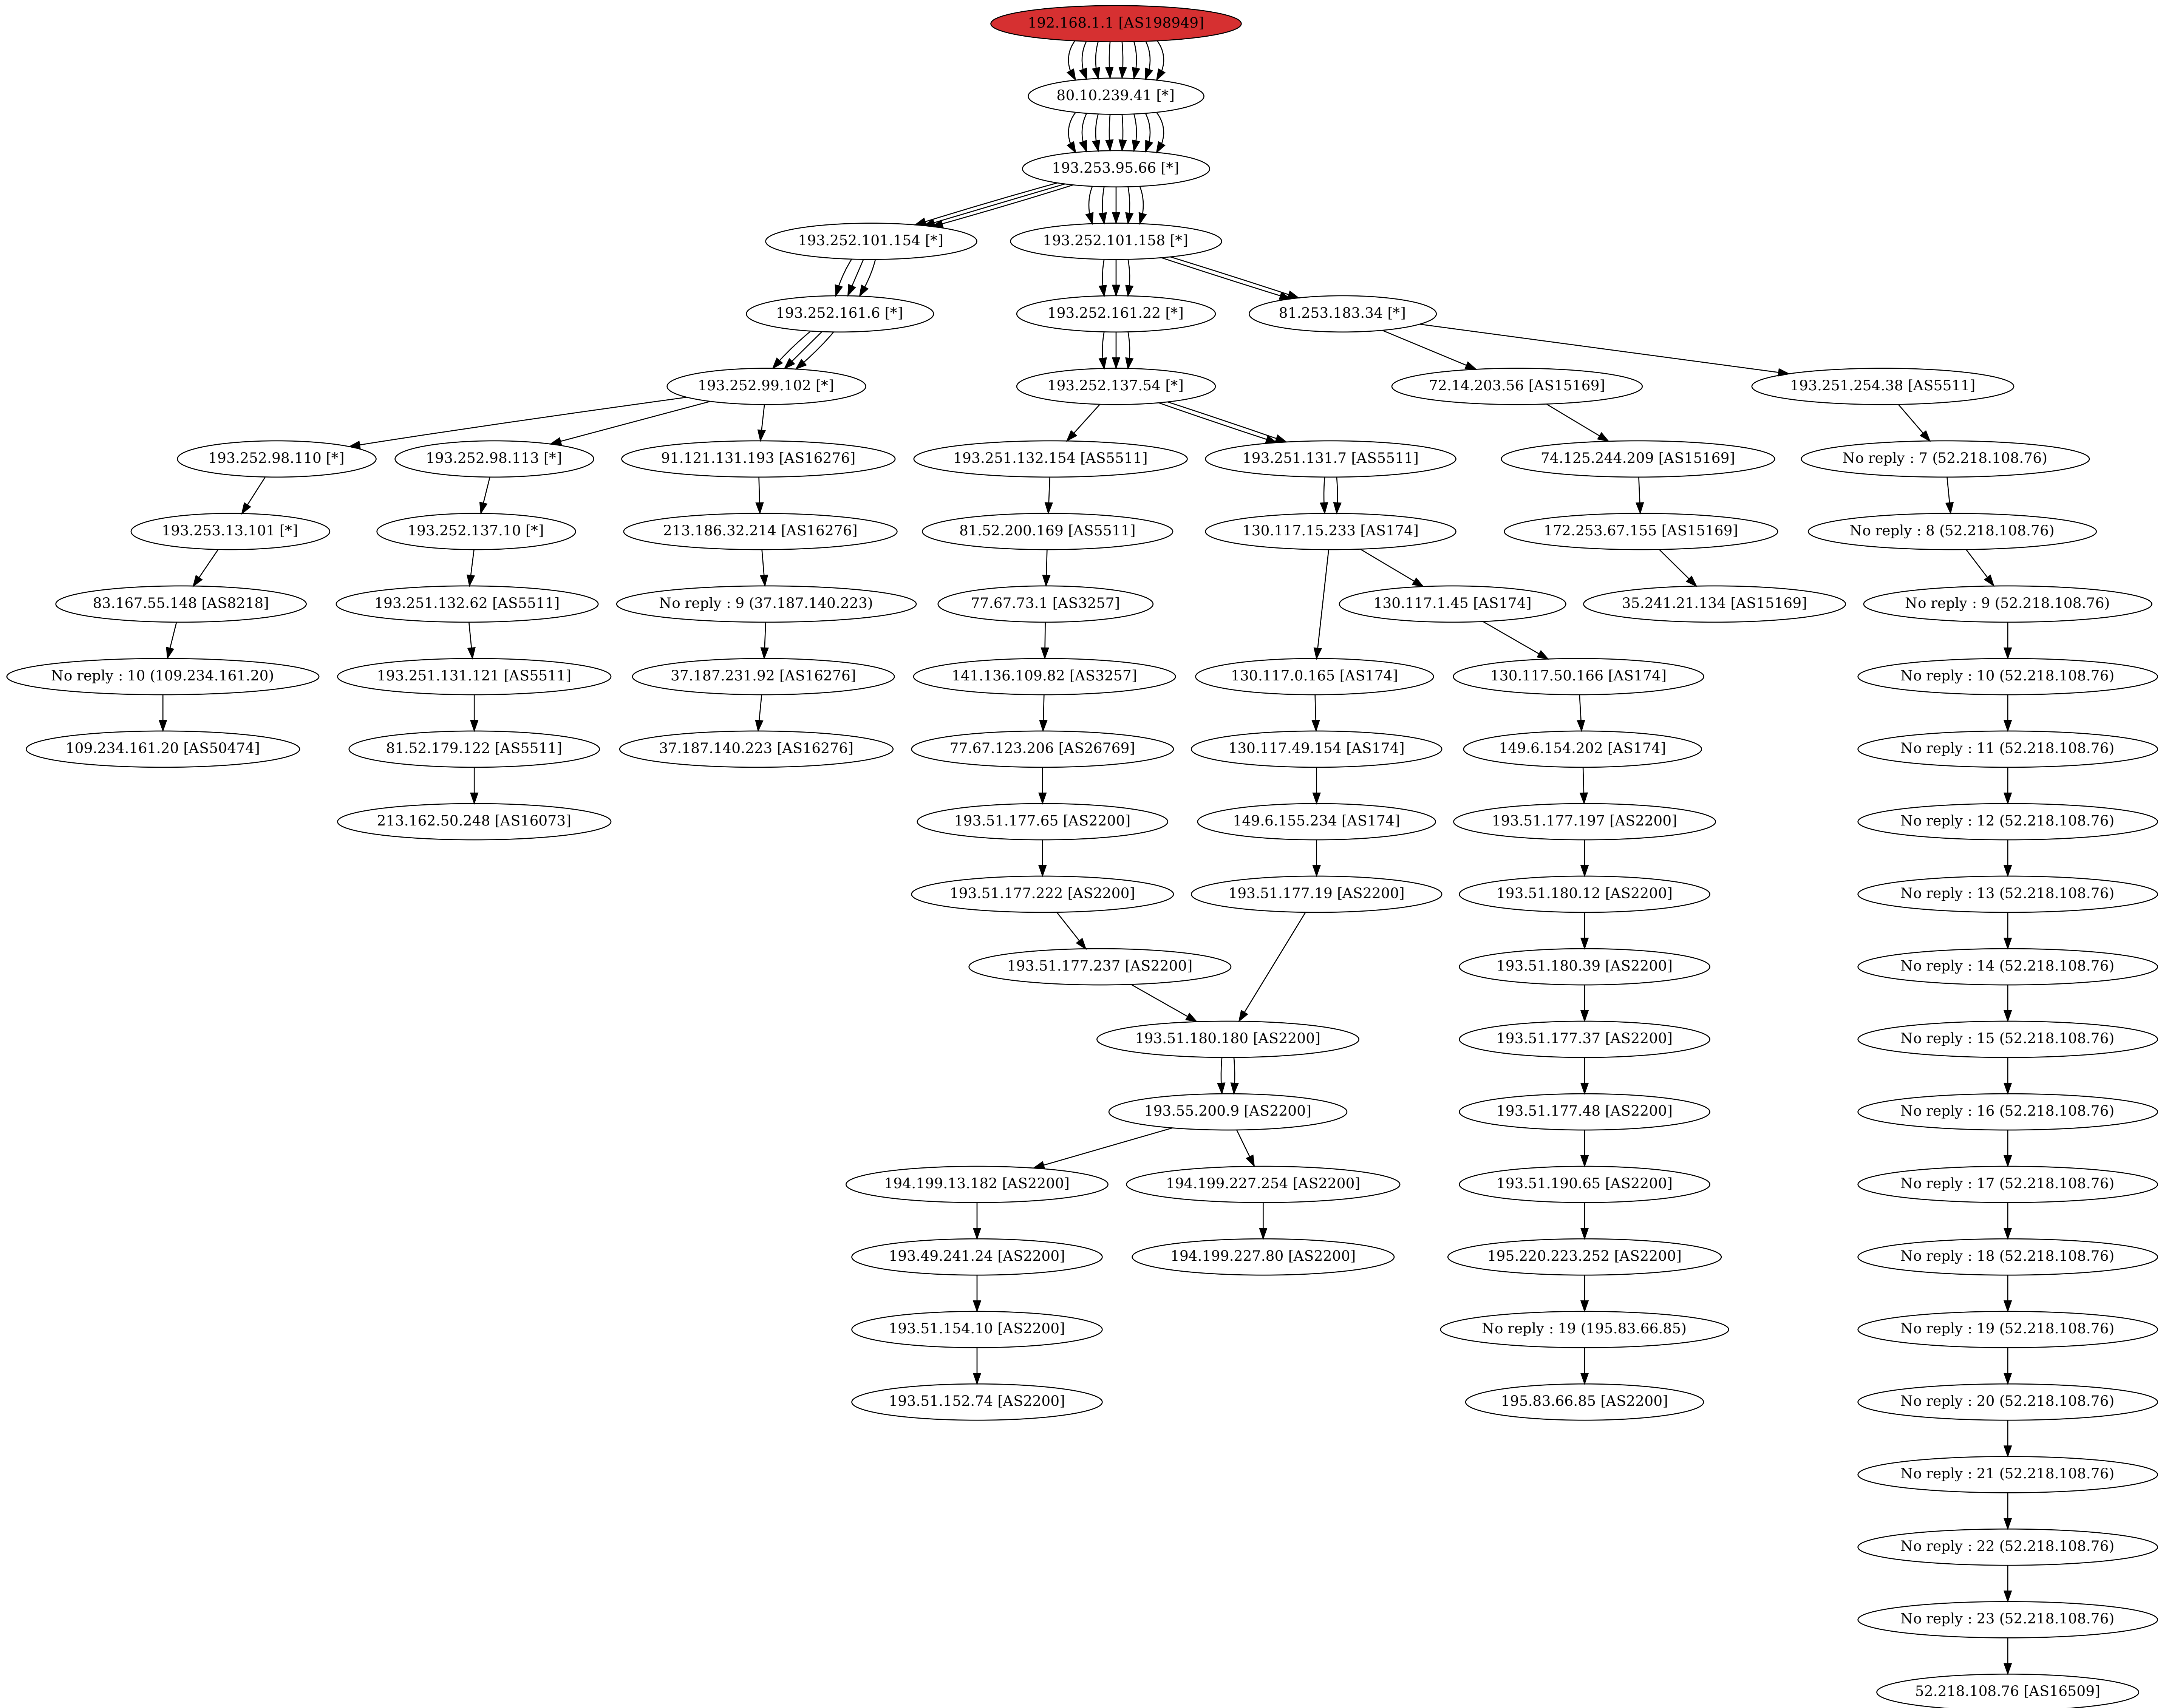 192.168.1.1 [AS198949]
80.10.239.41 [*]
193.253.95.66 [*]
193.252.101.154 [*]
193.252.101.158 [*]
193.252.161.6 [*]
193.252.161.22 [*]
81.253.183.34 [*]
193.252.99.102 [*]
193.252.137.54 [*]
72.14.203.56 [AS15169]
193.251.254.38 [AS5511]
193.252.98.110 [*]
193.252.98.113 [*]
91.121.131.193 [AS16276]
193.251.132.154 [AS5511]
193.251.131.7 [AS5511]
74.125.244.209 [AS15169]
No reply : 7 (52.218.108.76)
193.253.13.101 [*]
193.252.137.10 [*]
213.186.32.214 [AS16276]
81.52.200.169 [AS5511]
130.117.15.233 [AS174]
172.253.67.155 [AS15169]
No reply : 8 (52.218.108.76)
83.167.55.148 [AS8218]
193.251.132.62 [AS5511]
No reply : 9 (37.187.140.223)
77.67.73.1 [AS3257]
130.117.1.45 [AS174]
35.241.21.134 [AS15169]
No reply : 9 (52.218.108.76)
No reply : 10 (109.234.161.20)
193.251.131.121 [AS5511]
37.187.231.92 [AS16276]
141.136.109.82 [AS3257]
130.117.0.165 [AS174]
130.117.50.166 [AS174]
No reply : 10 (52.218.108.76)
109.234.161.20 [AS50474]
81.52.179.122 [AS5511]
37.187.140.223 [AS16276]
77.67.123.206 [AS26769]
130.117.49.154 [AS174]
149.6.154.202 [AS174]
No reply : 11 (52.218.108.76)
213.162.50.248 [AS16073]
193.51.177.65 [AS2200]
149.6.155.234 [AS174]
193.51.177.197 [AS2200]
No reply : 12 (52.218.108.76)
193.51.177.222 [AS2200]
193.51.177.19 [AS2200]
193.51.180.12 [AS2200]
No reply : 13 (52.218.108.76)
193.51.177.237 [AS2200]
193.51.180.39 [AS2200]
No reply : 14 (52.218.108.76)
193.51.180.180 [AS2200]
193.51.177.37 [AS2200]
No reply : 15 (52.218.108.76)
193.55.200.9 [AS2200]
193.51.177.48 [AS2200]
No reply : 16 (52.218.108.76)
194.199.13.182 [AS2200]
194.199.227.254 [AS2200]
193.51.190.65 [AS2200]
No reply : 17 (52.218.108.76)
193.49.241.24 [AS2200]
194.199.227.80 [AS2200]
195.220.223.252 [AS2200]
No reply : 18 (52.218.108.76)
193.51.154.10 [AS2200]
No reply : 19 (195.83.66.85)
No reply : 19 (52.218.108.76)
193.51.152.74 [AS2200]
195.83.66.85 [AS2200]
No reply : 20 (52.218.108.76)
No reply : 21 (52.218.108.76)
No reply : 22 (52.218.108.76)
No reply : 23 (52.218.108.76)
52.218.108.76 [AS16509]